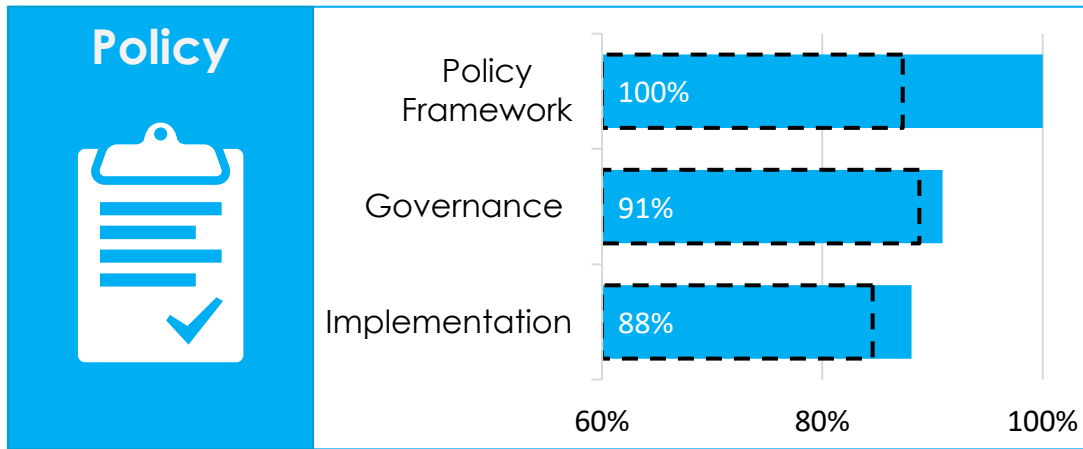 Policy
Policy
Framework
100%
Governance
91%
Implementation
88%
60%
80%
100%